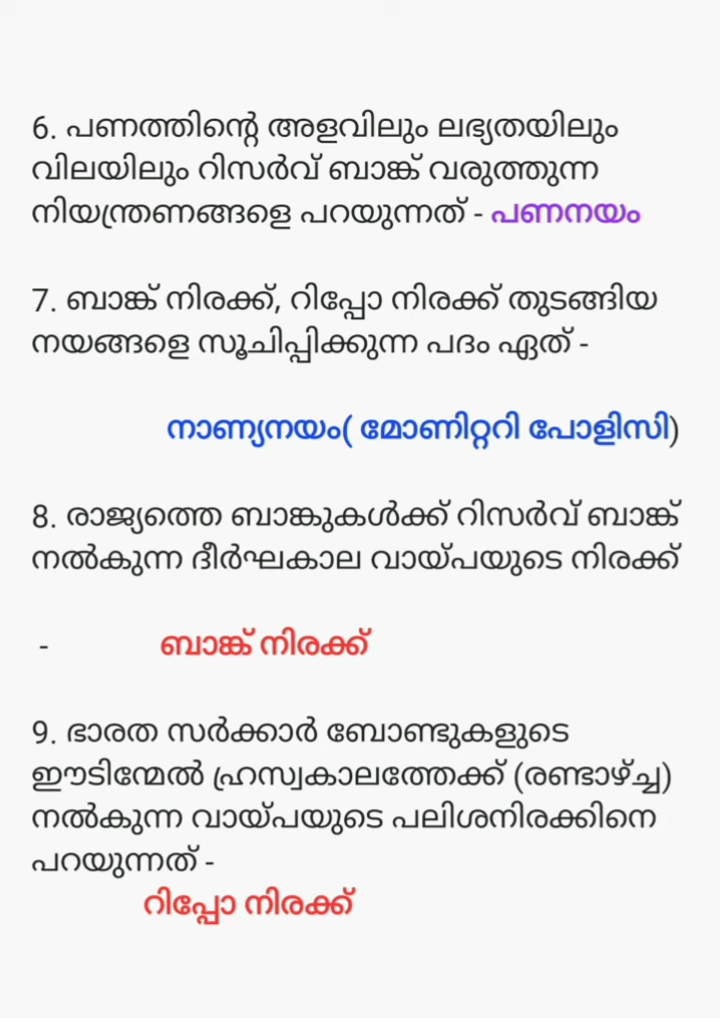 6. പണത്തിന്റെ അളവിലും ലഭ്യതയിലും
വിലയിലും റിസർവ് ബാങ്ക് വരുത്തുന്ന
നിയന്ത്രണങ്ങളെ പറയുന്നത് - പണനയം
7. ബാങ്ക് നിരക്ക്, റിപ്പോ നിരക്ക് തുടങ്ങിയ
നയങ്ങളെ സൂചിപ്പിക്കുന്ന പദം ഏത് -
നാണ്യനയം( മോണിറ്ററി പോളിസി)
8. രാജ്യത്തെ ബാങ്കുകൾക്ക് റിസർവ് ബാങ്ക്
നൽകുന്ന ദീർഘകാല വായ്പയുടെ നിരക്ക്
- ബാങ്ക് നിരക്ക്
9. ഭാരത സർക്കാർ ബോണ്ടുകളുടെ
ഈടിന്മേൽ ഹ്രസ്വകാലത്തേക്ക് (രണ്ടാഴ്ച്ച)
നൽകുന്ന വായ്പയുടെ പലിശനിരക്കിനെ
പറയുന്നത് -
റിപ്പോ നിരക്ക്